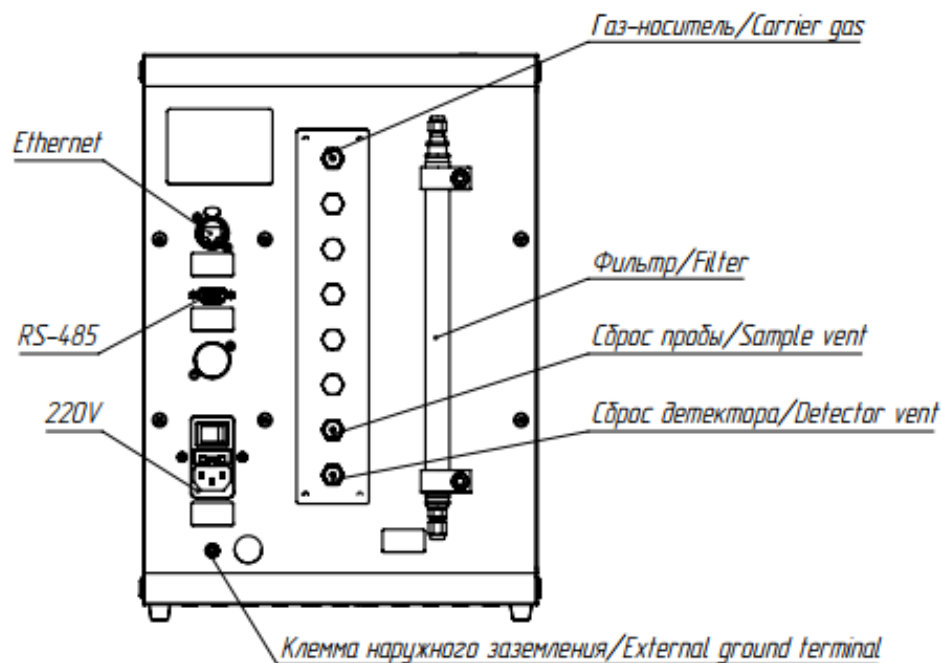 Газ-носитель/Carrier gas
Ethernet
Фильтр/Filter
RS-485
Сброс пробы/Sample vent
220V
Сброс детектора/Detector vent
Клемма наружного заземления/External ground terminal